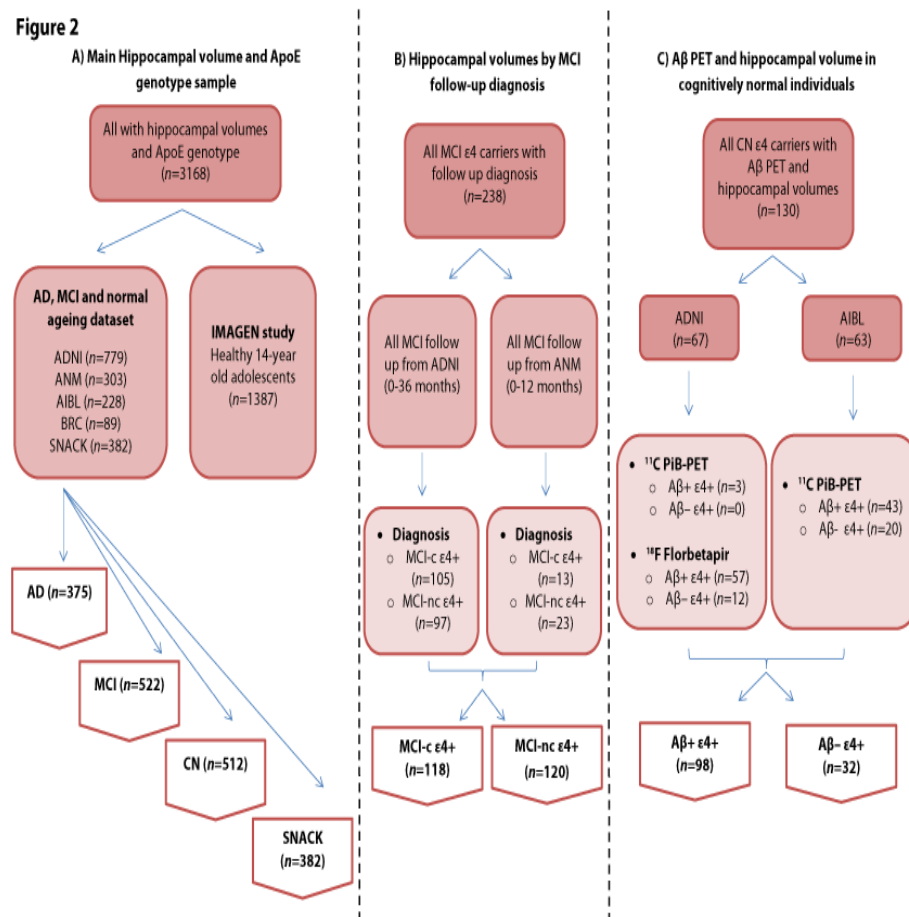 Figure 2
A) Main Hippocampal volume and ApoE
genotype sample
All with hippocampal volumes
and ApoE genotype
(n=3168)
AD, MCI and normal
ageing dataset
ADNI (n=779)
ANM (n=303)
AIBL (n=228)
BRC (n=89)
SNACK (n=382)
IMAGEN study
Healthy 14-year
old adolescents
(n=1387)
AD (n=375)
MCI (n=522)
CN (n=512)
SNACK
(n=382)
B) Hippocampal volumes by MCI
follow-up diagnosis
All MCI ε4 carriers with
follow up diagnosis
(n=238)
All MCI follow
up from ADNI
(0-36 months)
All MCI follow
up from ANM
(0-12 months)
• Diagnosis
○ MCI-c ε4+
(n=105)
○ MCI-nc ε4+
(n=97)
• Diagnosis
○ MCI-c ε4+
(n=13)
○ MCI-nc ε4+
(n=23)
MCI-c ε4+
(n=118)
MCI-nc ε4+
(n=120)
C) Aβ PET and hippocampal volume in
cognitively normal individuals
All CN ε4 carriers with
Aβ PET and
hippocampal volumes
(n=130)
ADNI
(n=67)
AIBL
(n=63)
• ¹¹C PiB-PET
○ Aβ+ ε4+ (n=3)
○ Aβ– ε4+ (n=0)
• ¹⁸F Florbetapir
○ Aβ+ ε4+ (n=57)
○ Aβ– ε4+ (n=12)
• ¹¹C PiB-PET
○ Aβ+ ε4+ (n=43)
○ Aβ- ε4+ (n=20)
Aβ+ ε4+
(n=98)
Aβ– ε4+
(n=32)